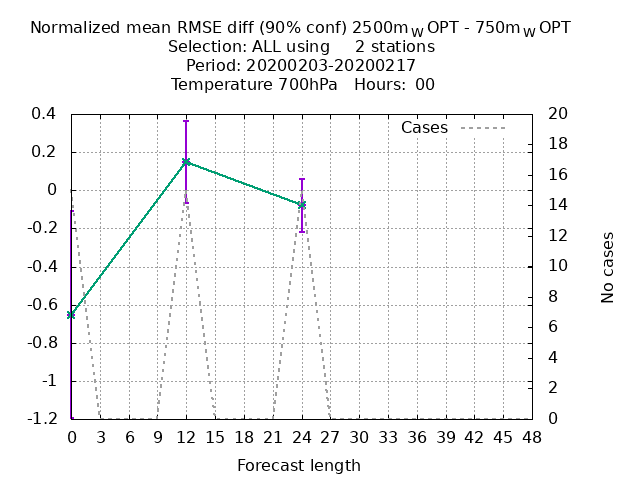 Normalized mean RMSE diff (90% conf) 2500m_W OPT - 750m_W OPT
Selection: ALL using 2 stations
Period: 20200203-20200217
Temperature 700hPa Hours: 00
Cases
0.4
0.2
0
-0.2
-0.4
-0.6
-0.8
-1
-1.2
20
18
16
14
12
10
8
6
4
2
0
No cases
0 3 6 9 12 15 18 21 24 27 30 33 36 39 42 45 48
Forecast length